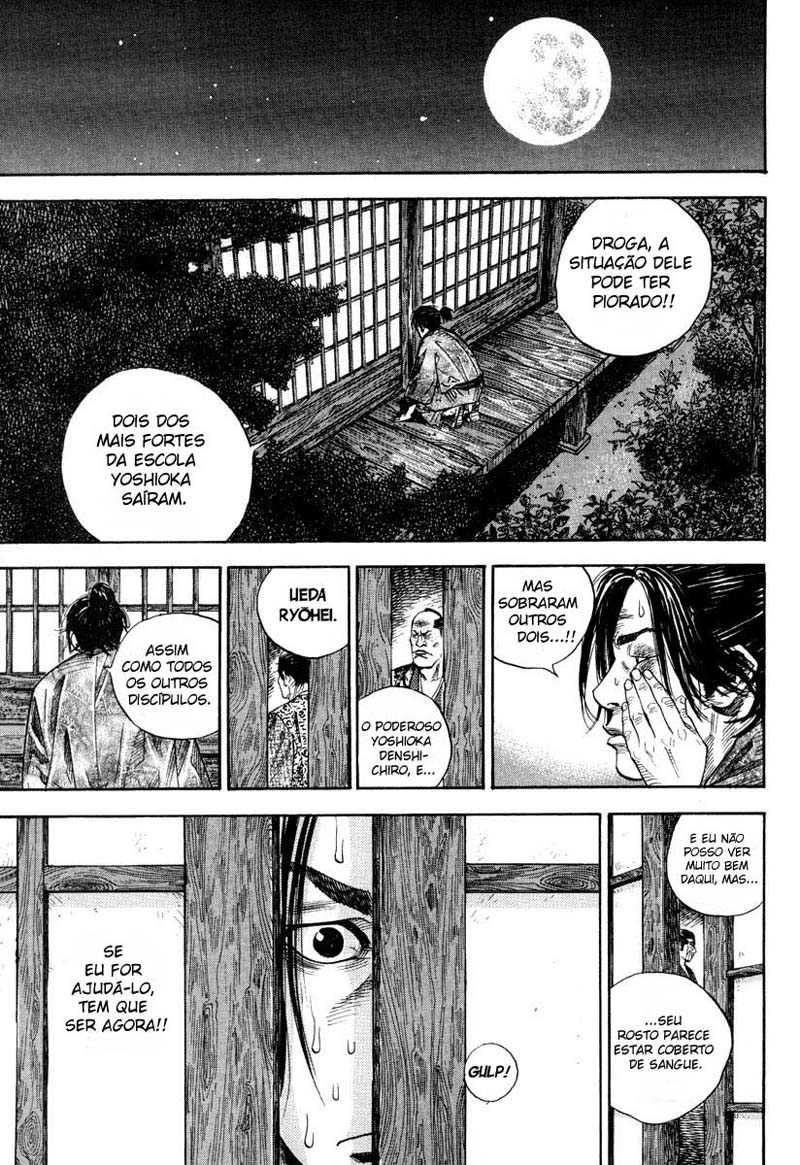 DROGA, A
SITUAÇÃO DELE
PODE TER
PIORADO!!
DOIS DOS
MAIS FORTES
DA ESCOLA
YOSHIOKA
SAÍRAM.
MAS
SOBRARAM
OUTROS
DOIS...!!
O PODEROSO
YOSHIOKA
DENSHI-
CHIRO, E...
UEDA
RYŌHEI.
ASSIM
COMO TODOS
OS OUTROS
DISCÍPULOS.
E EU NÃO
POSSO VER
MUITO BEM
DAQUI, MAS...
...SEU
ROSTO PARECE
ESTAR COBERTO
DE SANGUE.
GULP!
SE
EU FOR
AJUDÁ-LO,
TEM QUE
SER AGORA!!